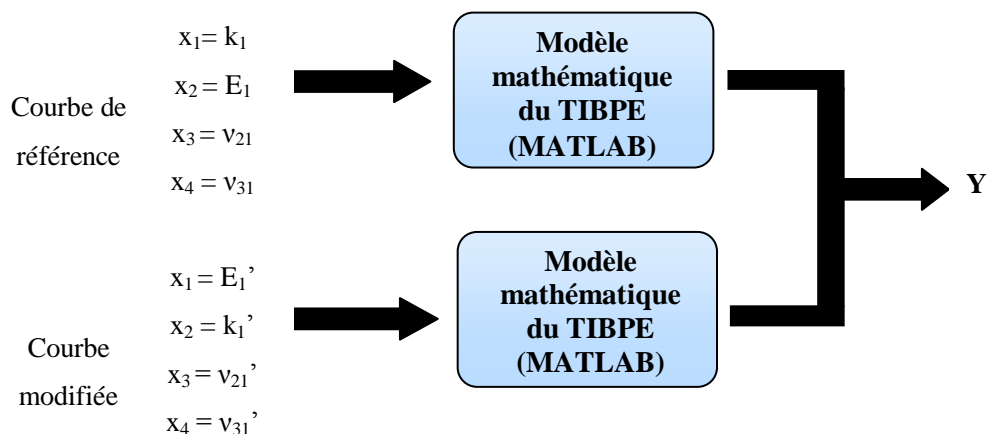 Courbe de
référence
x₁= k₁
x₂ = E₁
x₃ = ν₂₁
x₄ = ν₃₁
Modèle
mathématique
du TIBPE
(MATLAB)
Courbe
modifiée
x₁ = E₁’
x₂ = k₁’
x₃ = ν₂₁’
x₄ = ν₃₁’
Modèle
mathématique
du TIBPE
(MATLAB)
Y